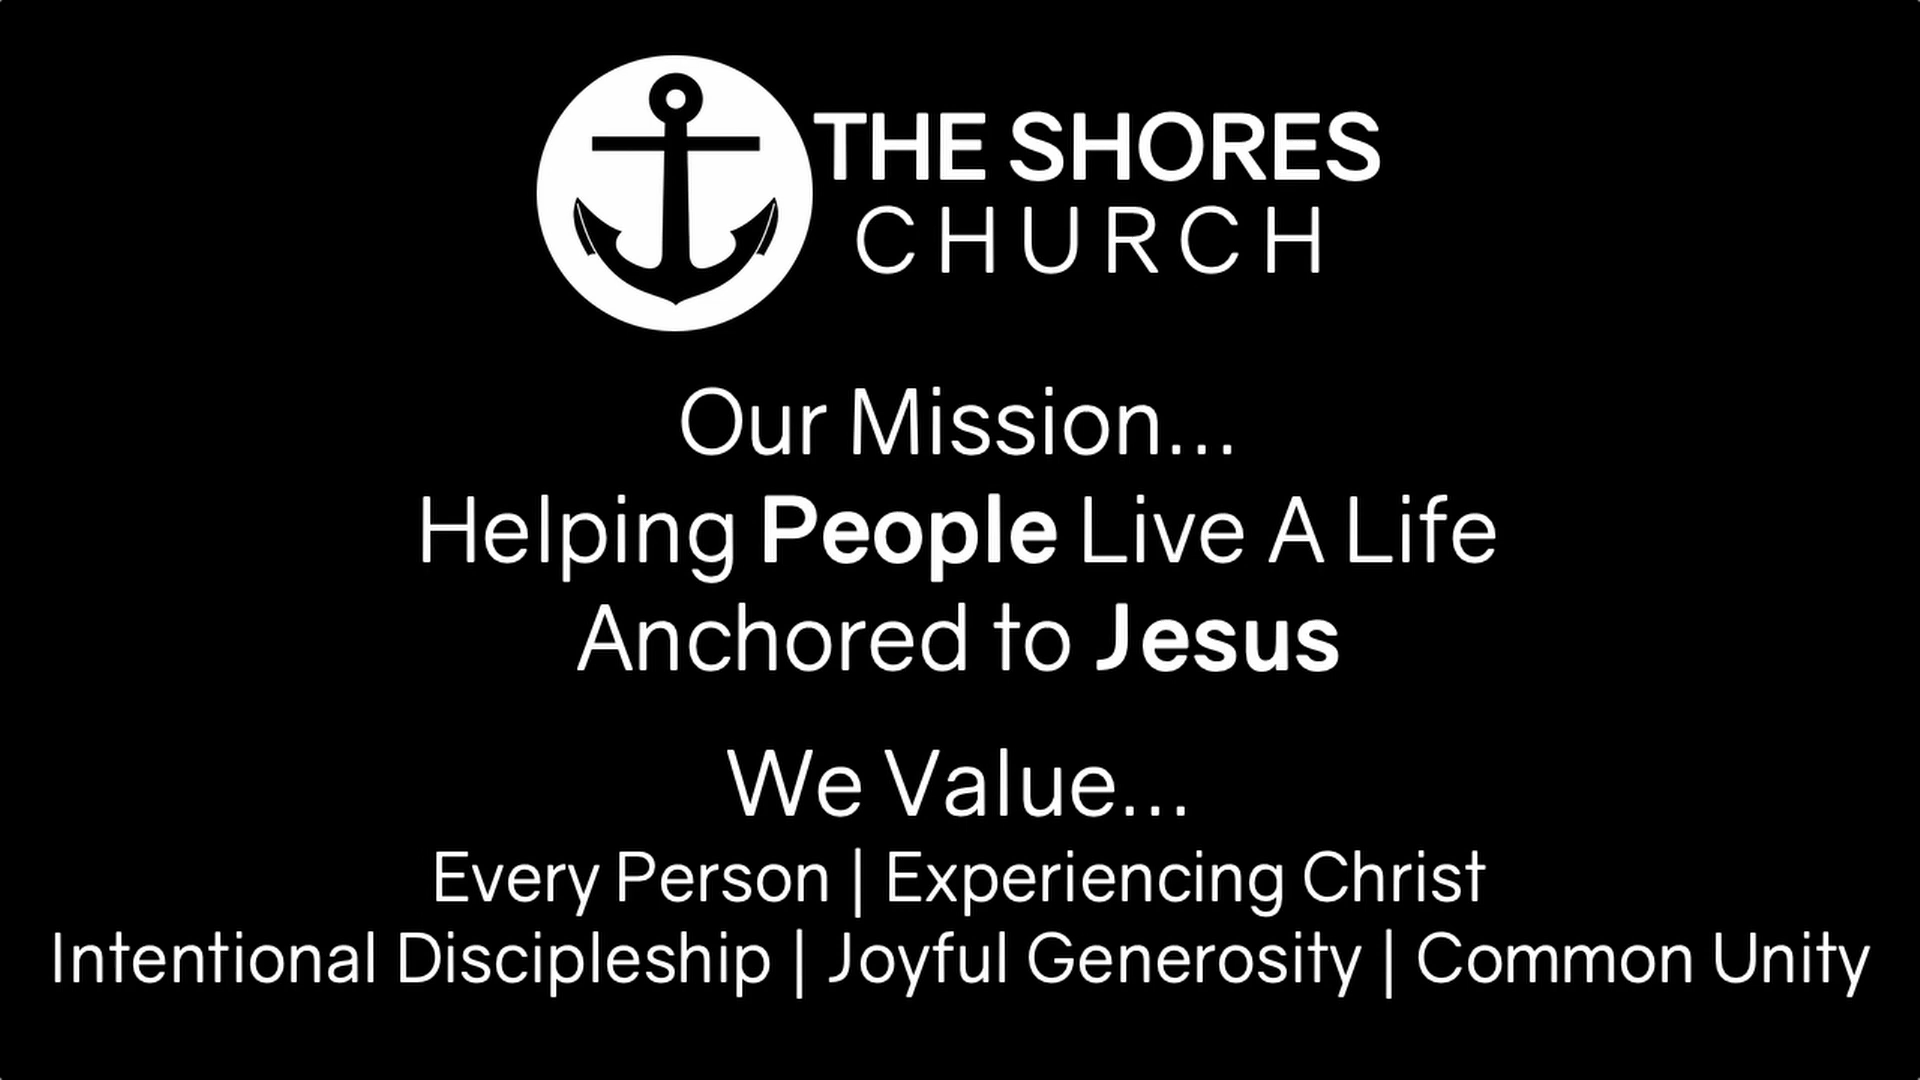 THE SHORES
CHURCH
Our Mission...
Helping People Live A Life
Anchored to Jesus
We Value...
Every Person | Experiencing Christ
Intentional Discipleship | Joyful Generosity | Common Unity